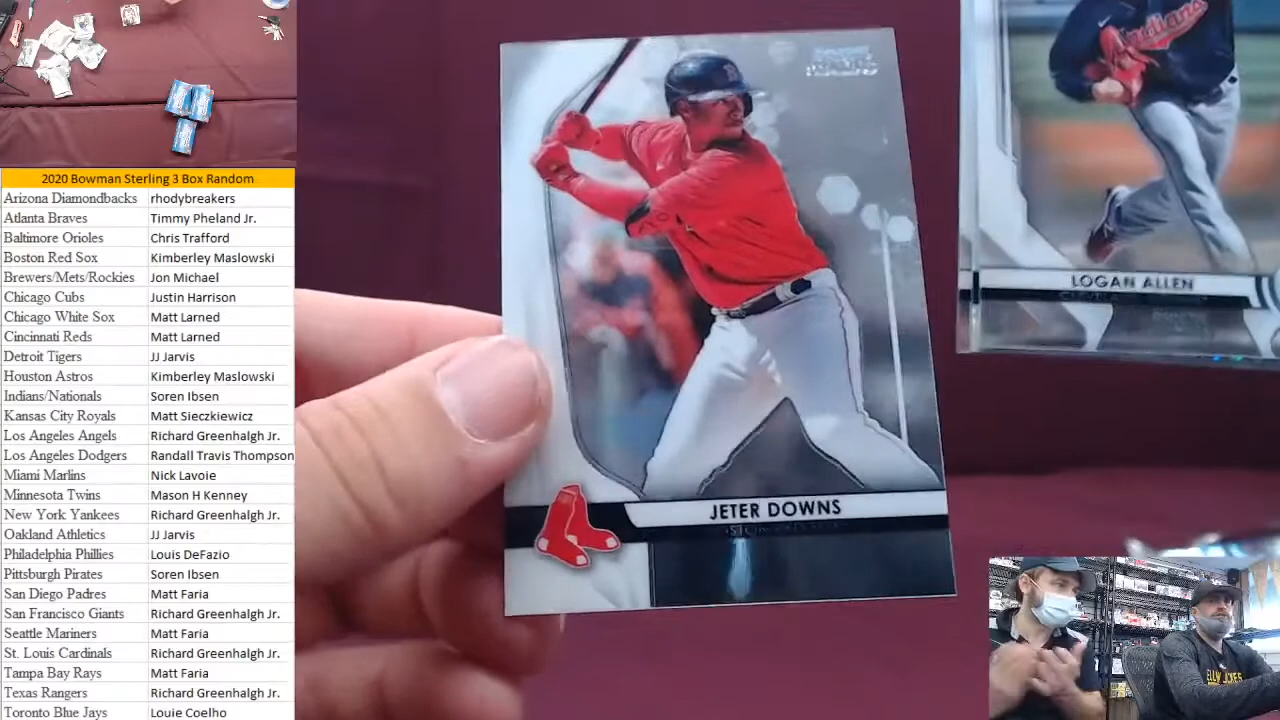 2020 Bowman Sterling 3 Box Random
Arizona Diamondbacks rhodybreakers
Atlanta Braves Timmy Pheland Jr.
Baltimore Orioles Chris Trafford
Boston Red Sox Kimberley Maslowski
Brewers/Mets/Rockies Jon Michael
Chicago Cubs Justin Harrison
Chicago White Sox Matt Larned
Cincinnati Reds Matt Larned
Detroit Tigers JJ Jarvis
Houston Astros Kimberley Maslowski
Indians/Nationals Soren Ibsen
Kansas City Royals Matt Sieczkiewicz
Los Angeles Angels Richard Greenhalgh Jr.
Los Angeles Dodgers Randall Travis Thompson
Miami Marlins Nick Lavoie
Minnesota Twins Mason H Kenney
New York Yankees Richard Greenhalgh Jr.
Oakland Athletics JJ Jarvis
Philadelphia Phillies Louis DeFazio
Pittsburgh Pirates Soren Ibsen
San Diego Padres Matt Faria
San Francisco Giants Richard Greenhalgh Jr.
Seattle Mariners Matt Faria
St. Louis Cardinals Richard Greenhalgh Jr.
Tampa Bay Rays Matt Faria
Texas Rangers Richard Greenhalgh Jr.
Toronto Blue Jays Louie Coelho
JETER DOWNS
Indians
LOGAN ALLEN